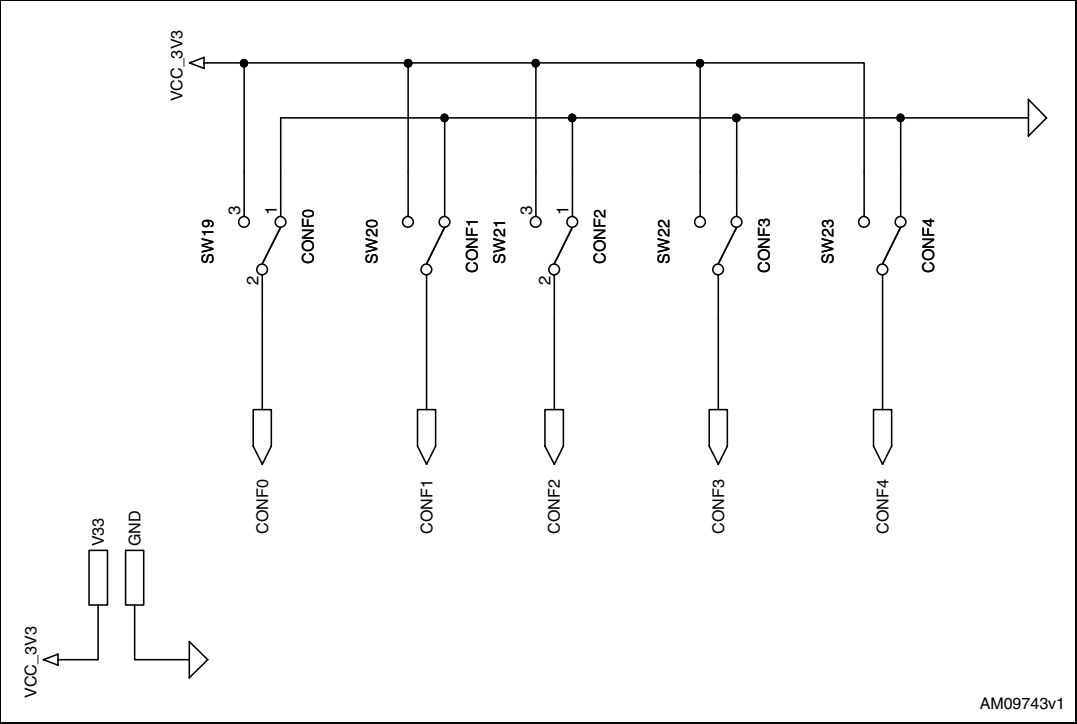 VCC_3V3
SW19
3
1
2
CONF0
SW20
CONF1
SW21
3
1
2
CONF2
SW22
CONF3
SW23
CONF4
CONF0
CONF1
CONF2
CONF3
CONF4
V33
GND
VCC_3V3
AM09743v1